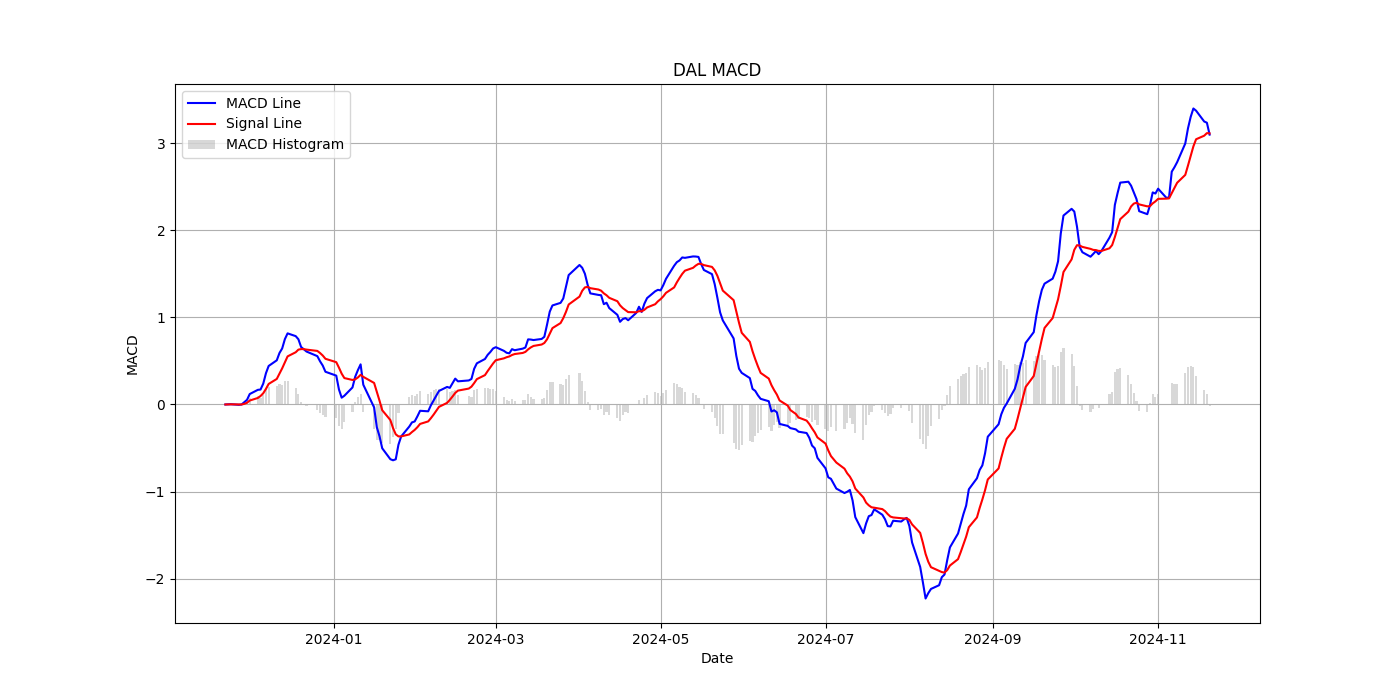 DAL MACD
MACD Line
Signal Line
MACD Histogram
MACD
3
2
1
0
−1
−2
2024-01 2024-03 2024-05 2024-07 2024-09 2024-11
Date